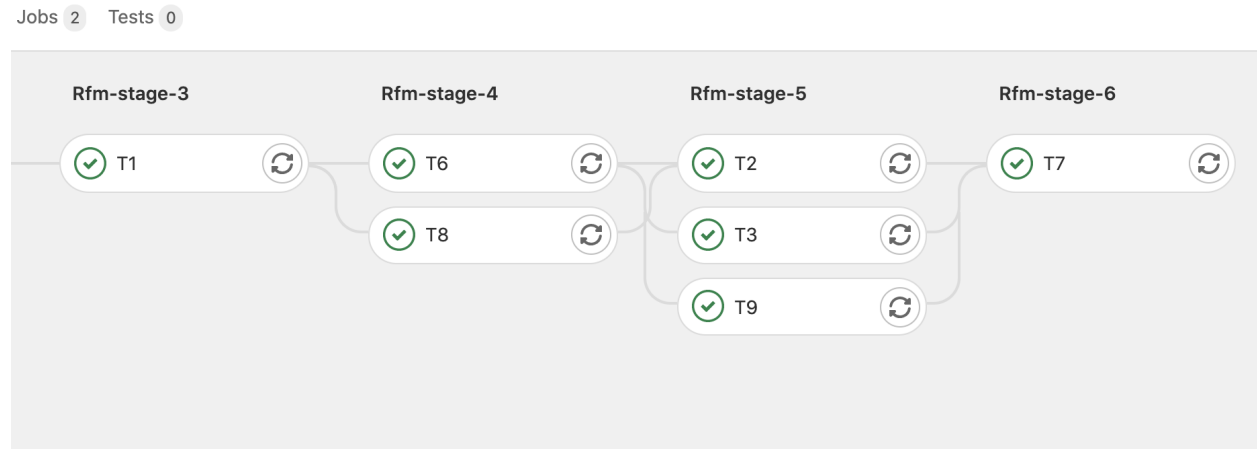 Jobs 2 Tests 0
Rfm-stage-3 Rfm-stage-4 Rfm-stage-5 Rfm-stage-6
T1 T6 T2 T7
T8 T3
T9